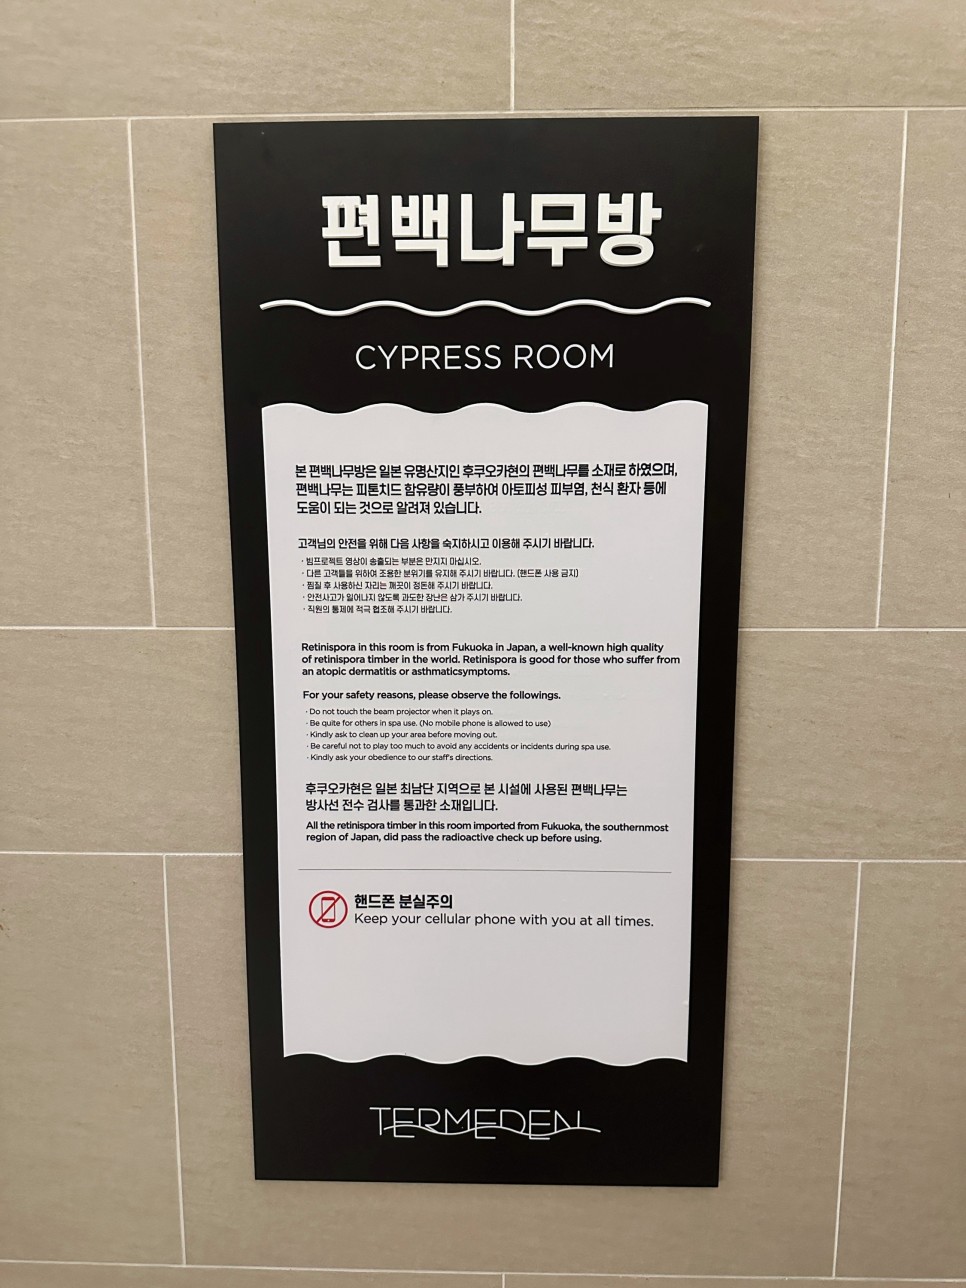 편백나무방
CYPRESS ROOM
본 편백나무방은 일본 유명산지인 후쿠오카현의 편백나무를 소재로 하였으며,
편백나무는 피톤치드 함유량이 풍부하여 아토피성 피부염, 천식 환자 등에
도움이 되는 것으로 알려져 있습니다.
고객님의 안전을 위해 다음 사항을 숙지하시고 이용해 주시기 바랍니다.
· 빔프로젝트 영상이 송출되는 부분은 만지지 마십시오.
· 다른 고객들을 위하여 조용한 분위기를 유지해 주시기 바랍니다. (핸드폰 사용 금지)
· 찜질 후 사용하신 자리는 깨끗이 정돈해 주시기 바랍니다.
· 안전사고가 일어나지 않도록 과도한 장난은 삼가 주시기 바랍니다.
· 직원의 통제에 적극 협조해 주시기 바랍니다.
Retinispora in this room is from Fukuoka in Japan, a well-known high quality
of retinispora timber in the world. Retinispora is good for those who suffer from
an atopic dermatitis or asthmaticsymptoms.
For your safety reasons, please observe the followings.
· Do not touch the beam projector when it plays on.
· Be quite for others in spa use. (No mobile phone is allowed to use)
· Kindly ask to clean up your area before moving out.
· Be careful not to play too much to avoid any accidents or incidents during spa use.
· Kindly ask your obedience to our staff's directions.
후쿠오카현은 일본 최남단 지역으로 본 시설에 사용된 편백나무는
방사선 전수 검사를 통과한 소재입니다.
All the retinispora timber in this room imported from Fukuoka, the southernmost
region of Japan, did pass the radioactive check up before using.
핸드폰 분실주의
Keep your cellular phone with you at all times.
TERMEDEN